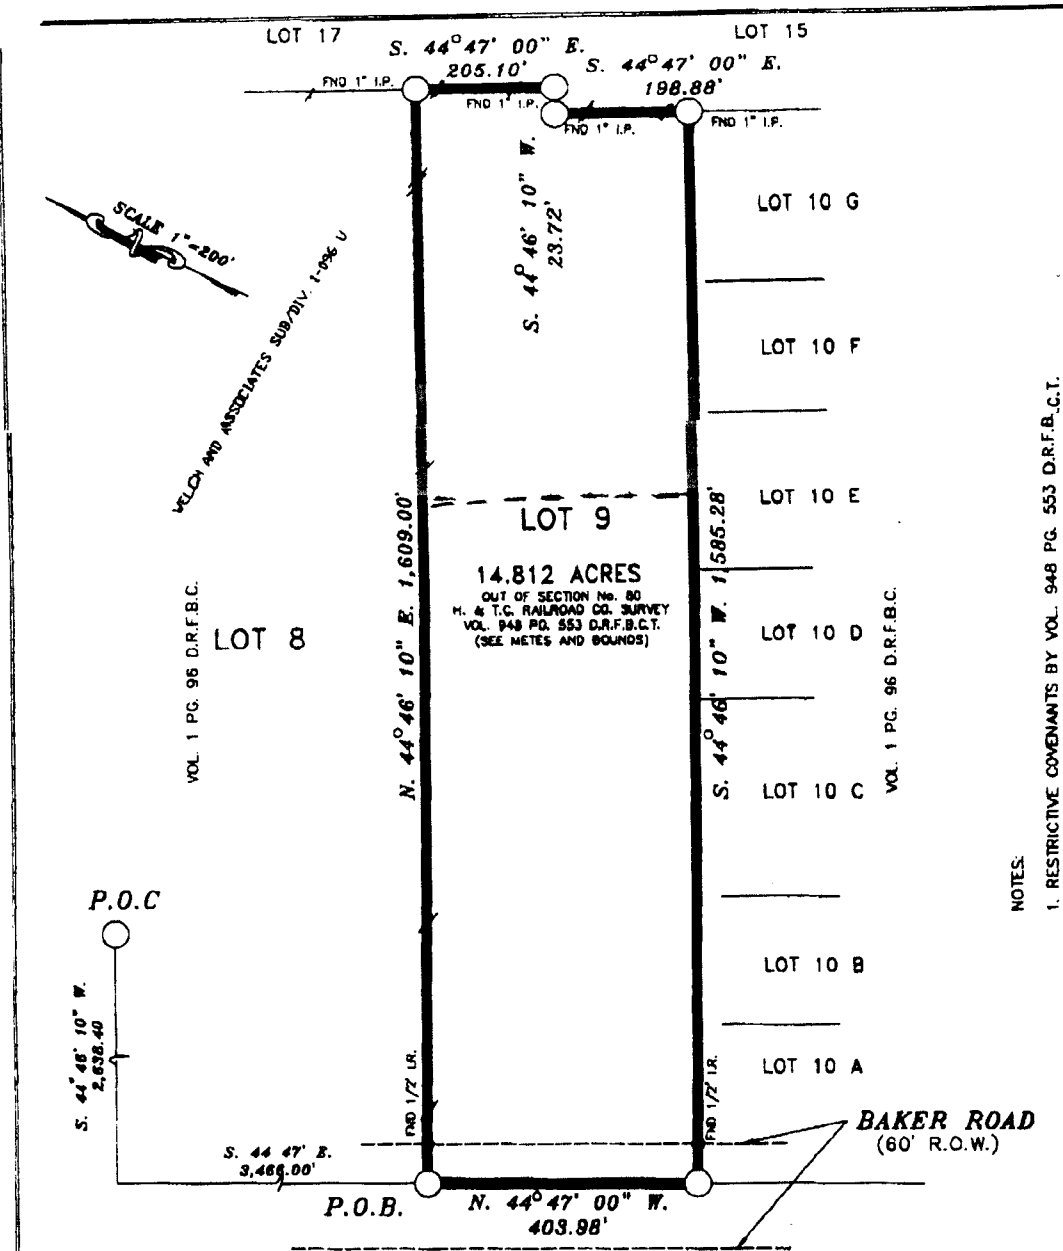 LOT 17
LOT 15
S. 44° 47' 00" E.
205.10'
S. 44° 47' 00" E.
198.88'
FND 1" I.P.
FND 1" I.P.
FND 1" I.P.
FND 1" I.P.
S. 44° 46' 10" W.
23.72'
SCALE 1"=200'
WELCH AND ASSOCIATES SUB/DIV. 1-096 U
LOT 10 G
LOT 10 F
LOT 10 E
LOT 10 D
LOT 10 C
LOT 10 B
LOT 10 A
N. 44° 46' 10" E. 1,609.00'
S. 44° 46' 10" W. 1,585.28'
LOT 9
14.812 ACRES
OUT OF SECTION No. 80
H. & T.C. RAILROAD CO. SURVEY
VOL. 948 PG. 553 D.R.F.B.C.T.
(SEE METES AND BOUNDS)
LOT 8
VOL. 1 PG. 96 D.R.F.B.C.
VOL. 1 PG. 96 D.R.F.B.C.
NOTES:
1. RESTRICTIVE COVENANTS BY VOL. 948 PG. 553 D.R.F.B.C.T.
P.O.C
S. 44° 46' 10" W.
2,638.40
S. 44 47' E.
3,466.00'
FND 1/2' I.R.
FND 1/2' I.R.
BAKER ROAD
(60' R.O.W.)
P.O.B.
N. 44° 47' 00" W.
403.98'